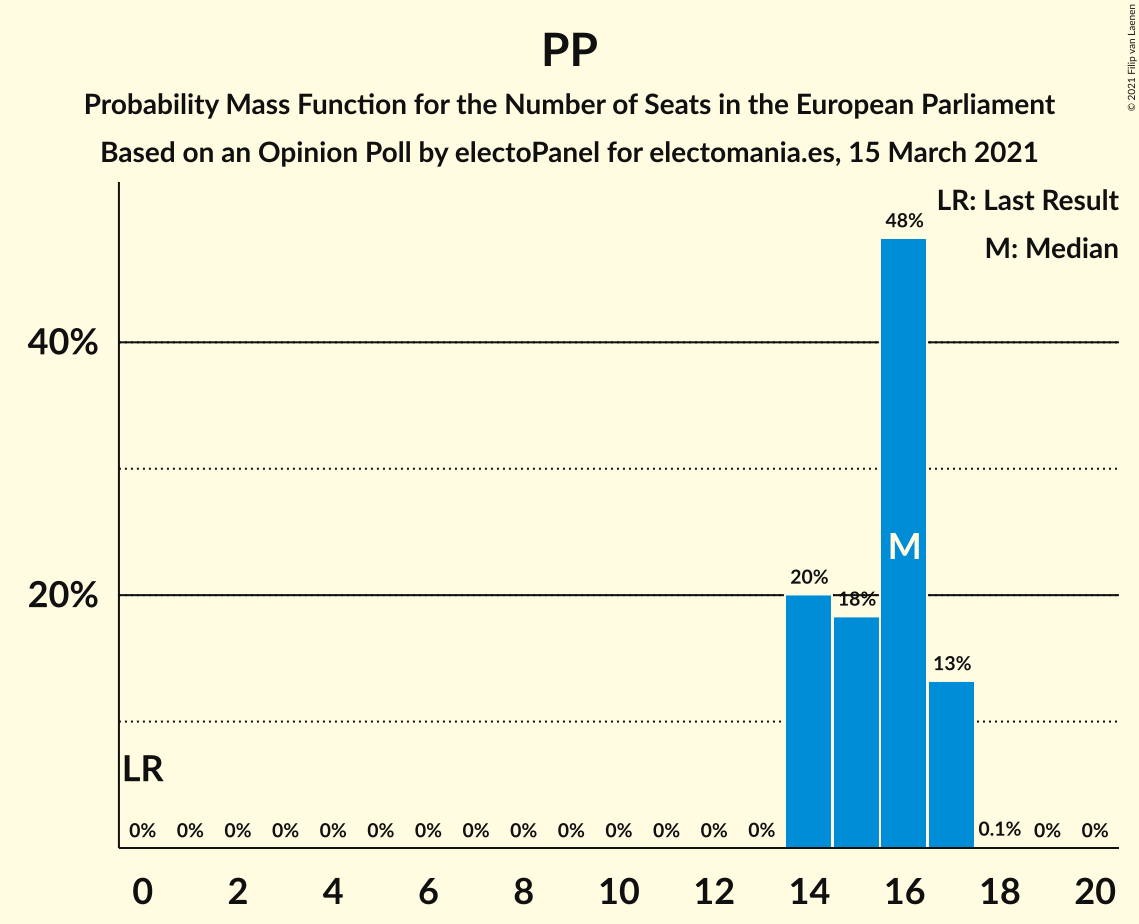 PP
Probability Mass Function for the Number of Seats in the European Parliament
Based on an Opinion Poll by electoPanel for electomania.es, 15 March 2021
© 2021 Filip van Laenen
LR: Last Result
M: Median
48%
40%
M
20%
20%
18%
13%
LR
0% 0% 0% 0% 0% 0% 0% 0% 0% 0% 0% 0% 0% 0% 0.1% 0% 0%
0 2 4 6 8 10 12 14 16 18 20